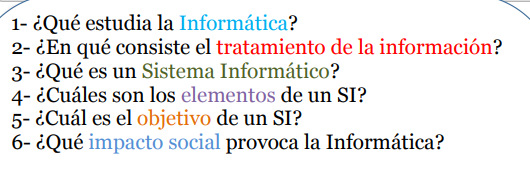 1- ¿Qué estudia la Informática?
2- ¿En qué consiste el tratamiento de la información?
3- ¿Qué es un Sistema Informático?
4- ¿Cuáles son los elementos de un SI?
5- ¿Cuál es el objetivo de un SI?
6- ¿Qué impacto social provoca la Informática?